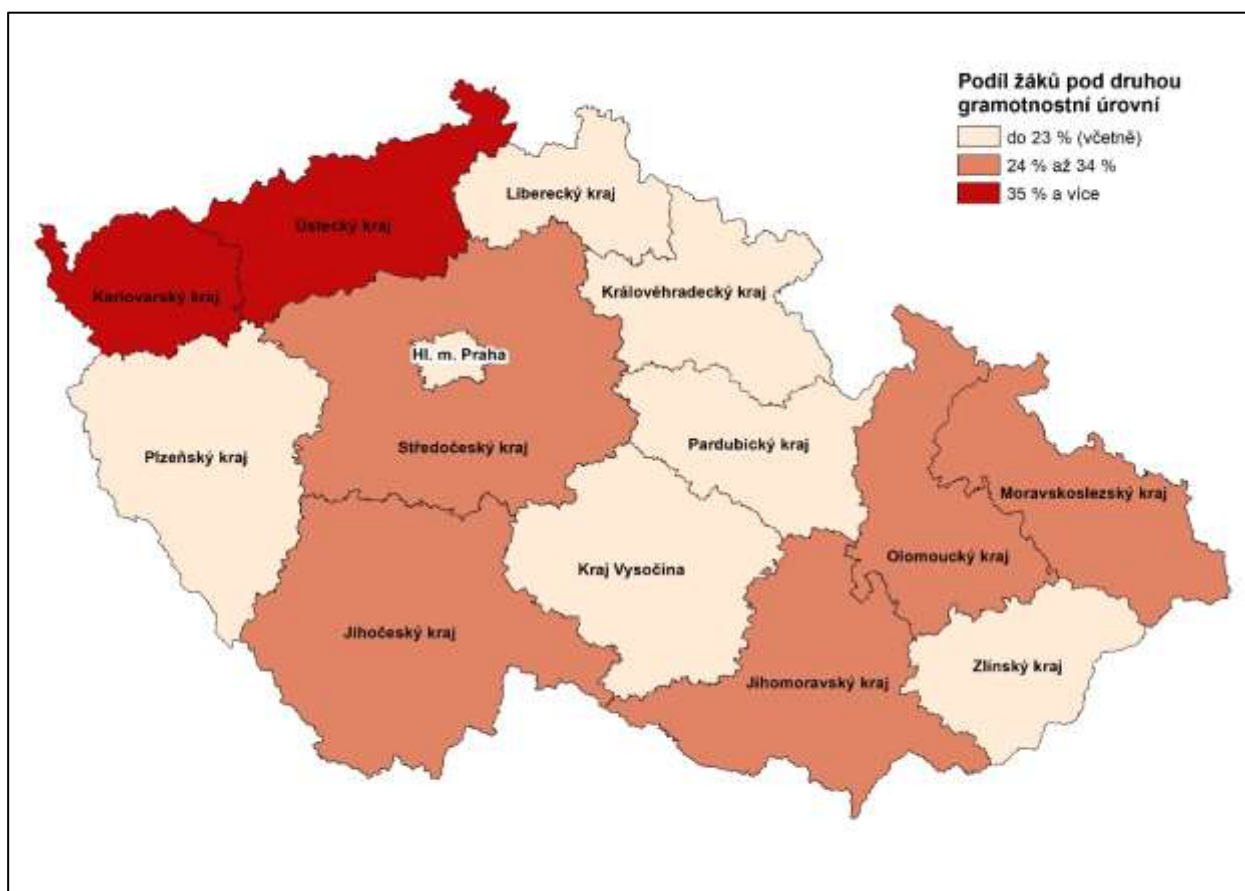 Podíl žáků pod druhou
gramotnostní úrovní
do 23 % (včetně)
24 % až 34 %
35 % a více
Liberecký kraj
Ústecký kraj
Karlovarský kraj
Královéhradecký kraj
Hl. m. Praha
Středočeský kraj
Plzeňský kraj
Pardubický kraj
Moravskoslezský kraj
Olomoucký kraj
Kraj Vysočina
Jihočeský kraj
Jihomoravský kraj
Zlínský kraj